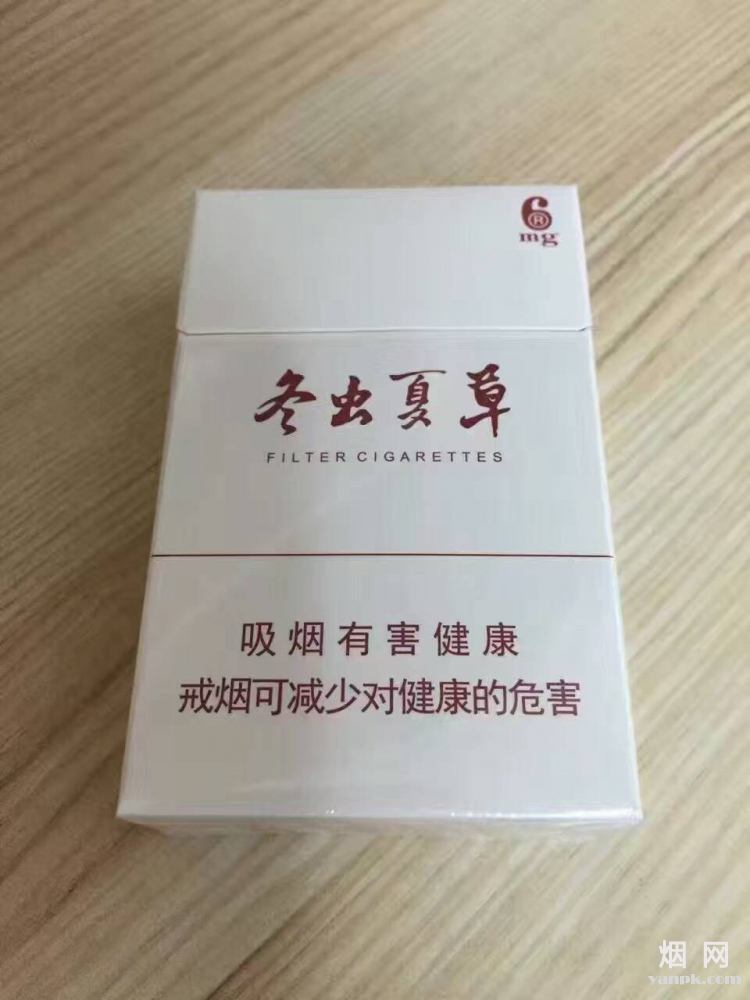 6
®
mg
冬虫夏草
FILTER CIGARETTES
吸烟有害健康
戒烟可减少对健康的危害
烟网
yanpk.com